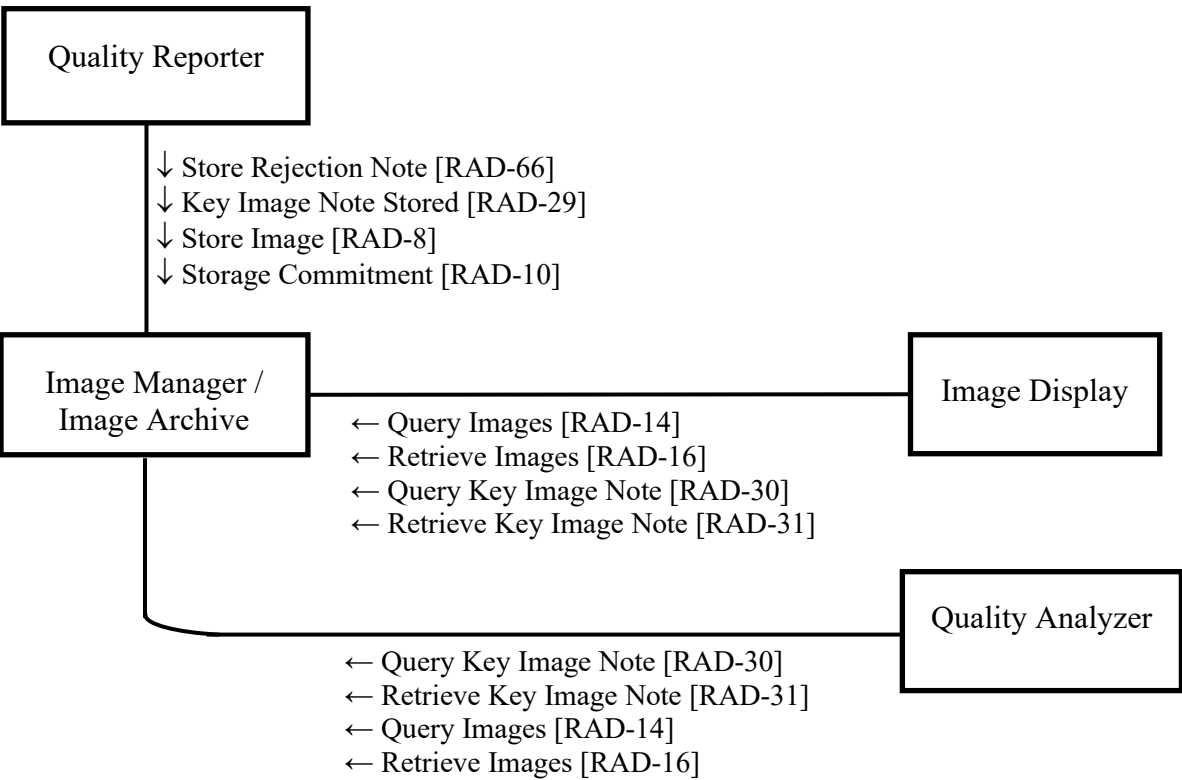 Quality Reporter
↓ Store Rejection Note [RAD-66]
↓ Key Image Note Stored [RAD-29]
↓ Store Image [RAD-8]
↓ Storage Commitment [RAD-10]
Image Manager /
Image Archive
Image Display
← Query Images [RAD-14]
← Retrieve Images [RAD-16]
← Query Key Image Note [RAD-30]
← Retrieve Key Image Note [RAD-31]
Quality Analyzer
← Query Key Image Note [RAD-30]
← Retrieve Key Image Note [RAD-31]
← Query Images [RAD-14]
← Retrieve Images [RAD-16]